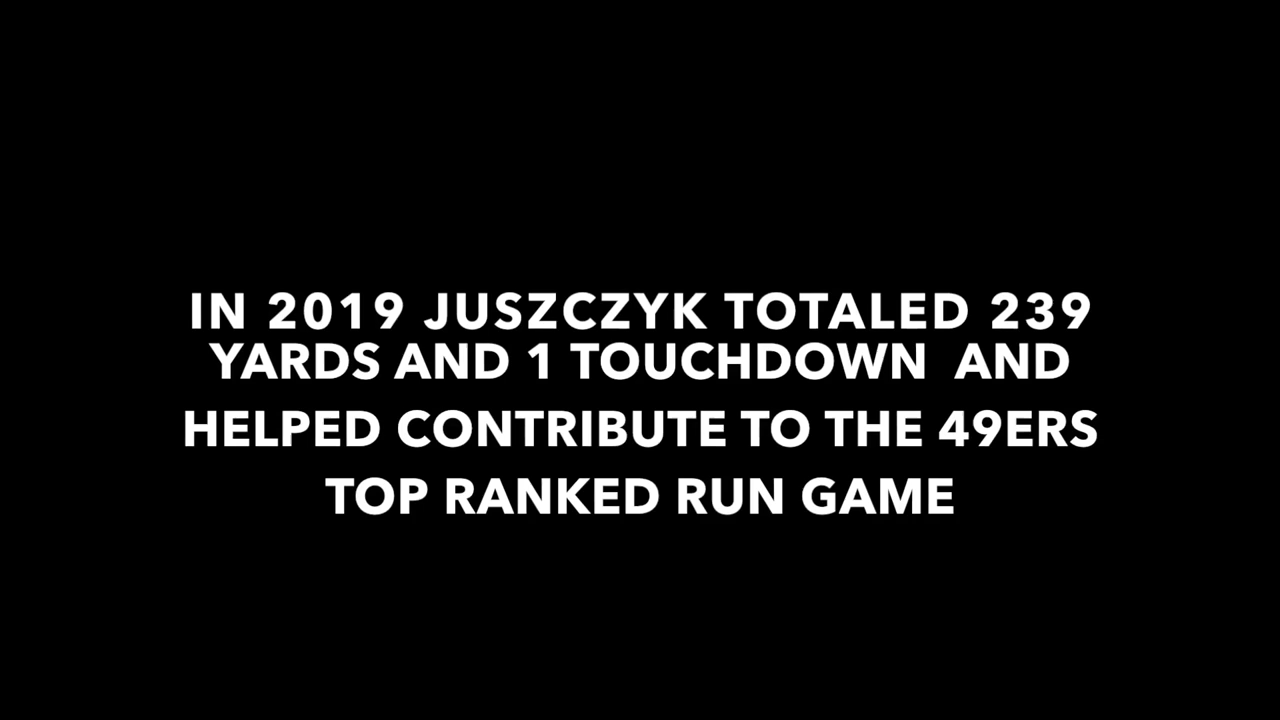 IN 2019 JUSZCZYK TOTALED 239
YARDS AND 1 TOUCHDOWN  AND
HELPED CONTRIBUTE TO THE 49ERS
TOP RANKED RUN GAME